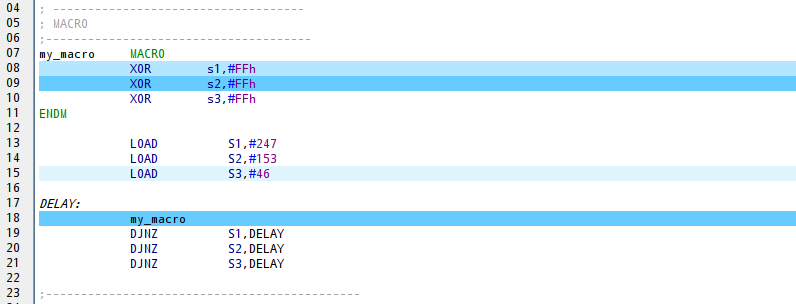 04 ; ------------------------------------
05 ; MACRO
06 ;--------------------------------------
07 my_macro MACRO
08 XOR s1,#FFh
09 XOR s2,#FFh
10 XOR s3,#FFh
11 ENDM
12
13 LOAD S1,#247
14 LOAD S2,#153
15 LOAD S3,#46
16
17 DELAY:
18 my_macro
19 DJNZ S1,DELAY
20 DJNZ S2,DELAY
21 DJNZ S3,DELAY
22
23 ;---------------------------------------------